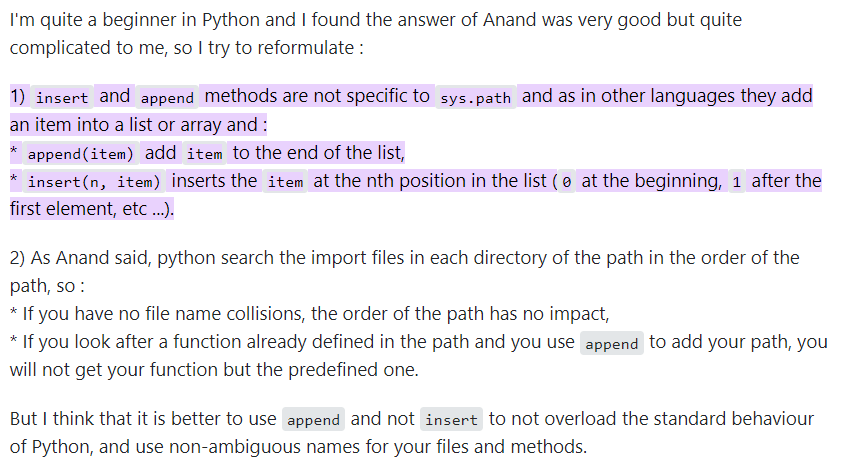 I'm quite a beginner in Python and I found the answer of Anand was very good but quite
complicated to me, so I try to reformulate :
1) insert and append methods are not specific to sys.path and as in other languages they add
an item into a list or array and :
* append(item) add item to the end of the list,
* insert(n, item) inserts the item at the nth position in the list ( 0 at the beginning, 1 after the
first element, etc ...).
2) As Anand said, python search the import files in each directory of the path in the order of the
path, so :
* If you have no file name collisions, the order of the path has no impact,
* If you look after a function already defined in the path and you use append to add your path, you
will not get your function but the predefined one.
But I think that it is better to use append and not insert to not overload the standard behaviour
of Python, and use non-ambiguous names for your files and methods.